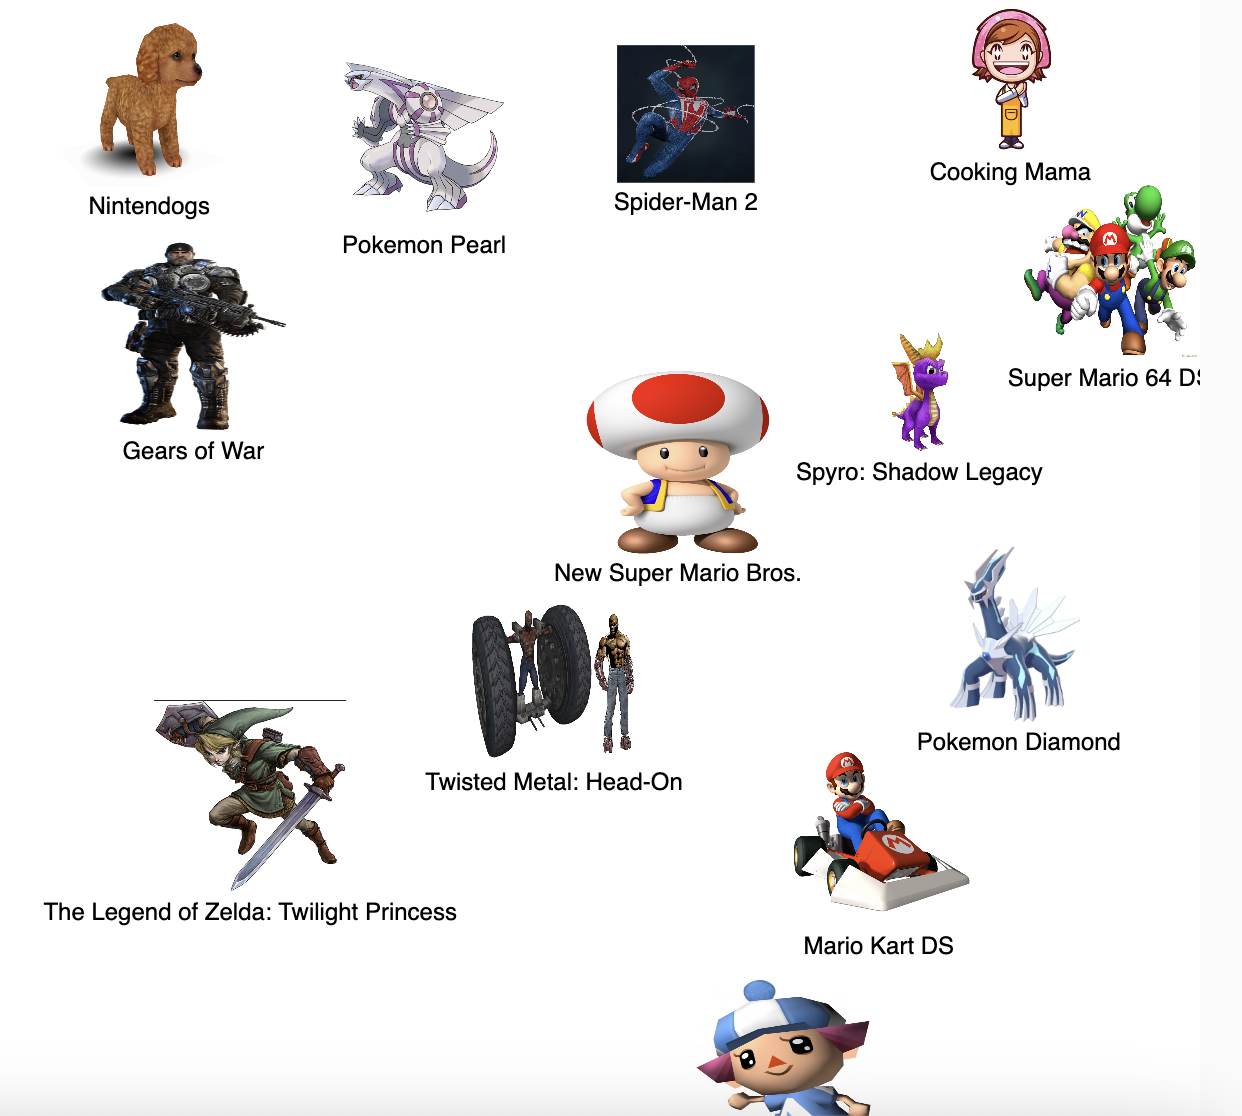 Cooking Mama
Nintendogs
Spider-Man 2
Pokemon Pearl
Super Mario 64 DS
Gears of War
Spyro: Shadow Legacy
New Super Mario Bros.
Pokemon Diamond
Twisted Metal: Head-On
The Legend of Zelda: Twilight Princess
Mario Kart DS